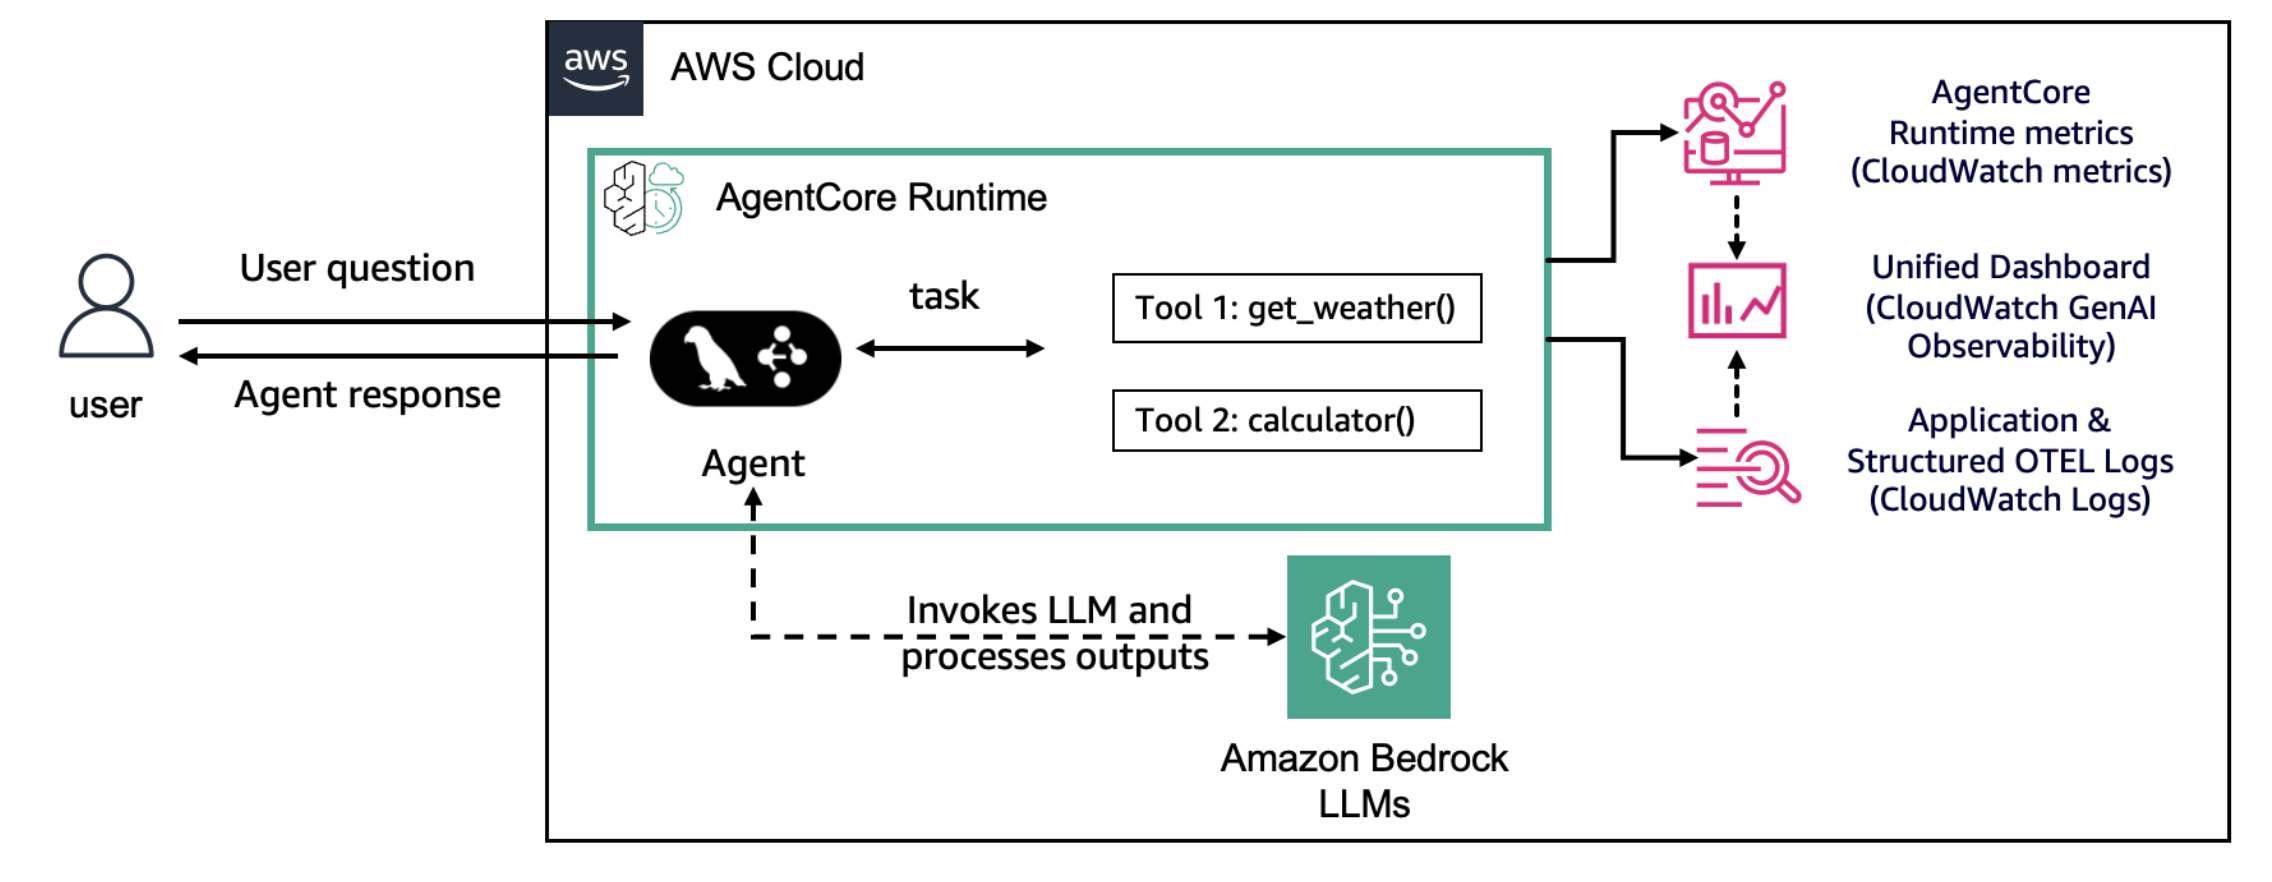 aws
AWS Cloud
AgentCore Runtime
User question
Agent response
user
task
Tool 1: get_weather()
Tool 2: calculator()
Agent
Invokes LLM and
processes outputs
Amazon Bedrock
LLMs
AgentCore
Runtime metrics
(CloudWatch metrics)
Unified Dashboard
(CloudWatch GenAI
Observability)
Application &
Structured OTEL Logs
(CloudWatch Logs)